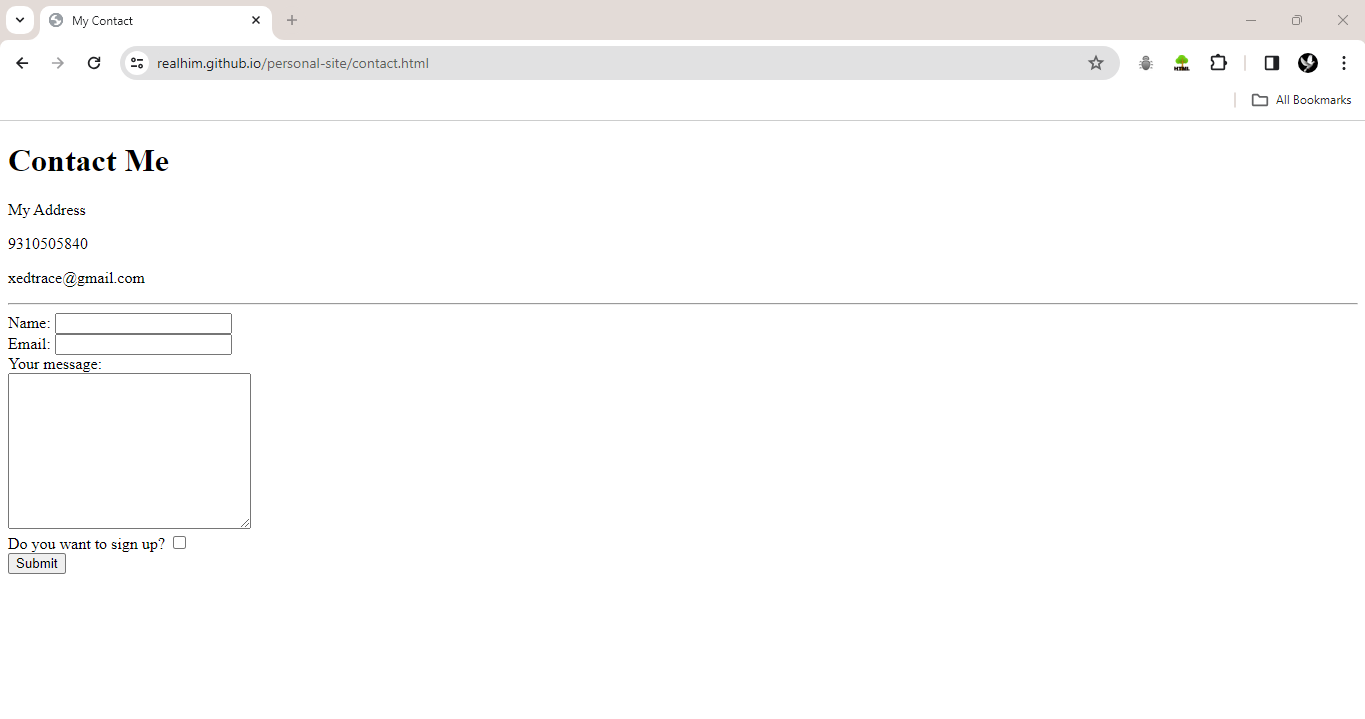 My Contact
realhim.github.io/personal-site/contact.html
HTML
All Bookmarks
Contact Me
My Address
9310505840
xedtrace@gmail.com
Name:
Email:
Your message:
Do you want to sign up?
Submit